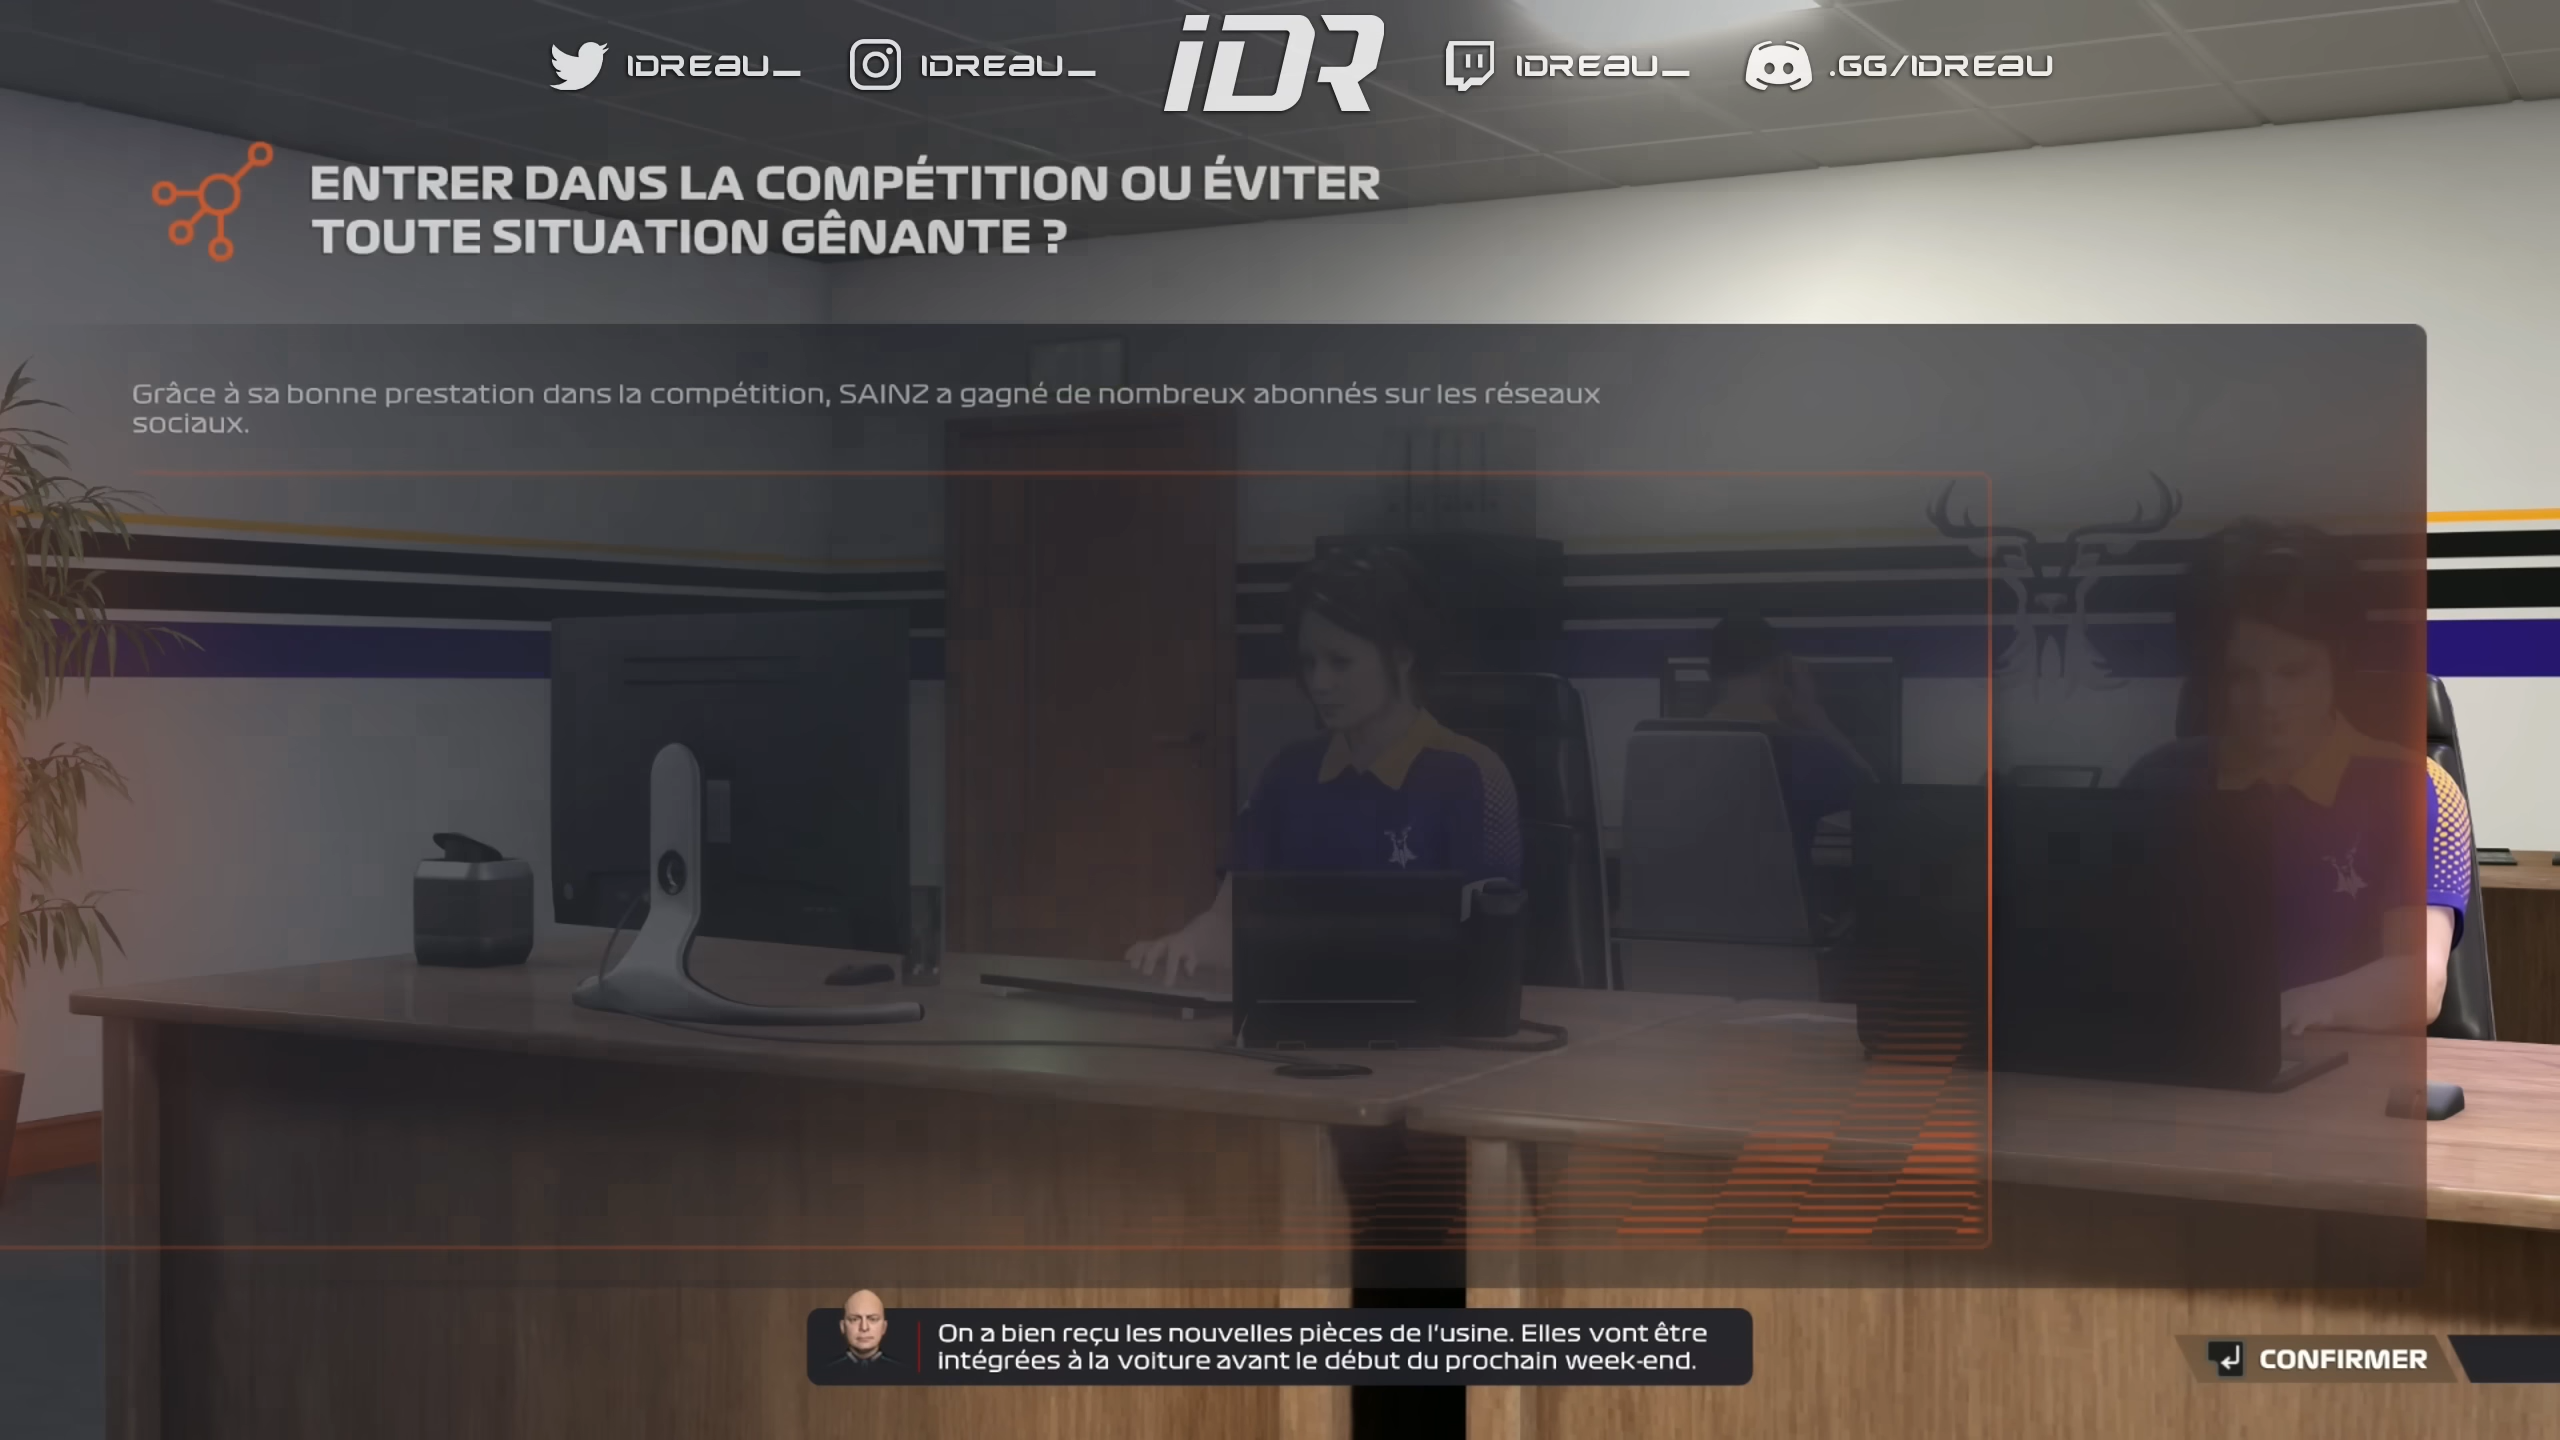 IDREAU_
IDREAU_
iDR
IDREAU_
.GG/IDREAU
ENTRER DANS LA COMPÉTITION OU ÉVITER
TOUTE SITUATION GÊNANTE ?
Grâce à sa bonne prestation dans la compétition, SAINZ a gagné de nombreux abonnés sur les réseaux
sociaux.
On a bien reçu les nouvelles pièces de l'usine. Elles vont être
intégrées à la voiture avant le début du prochain week-end.
CONFIRMER